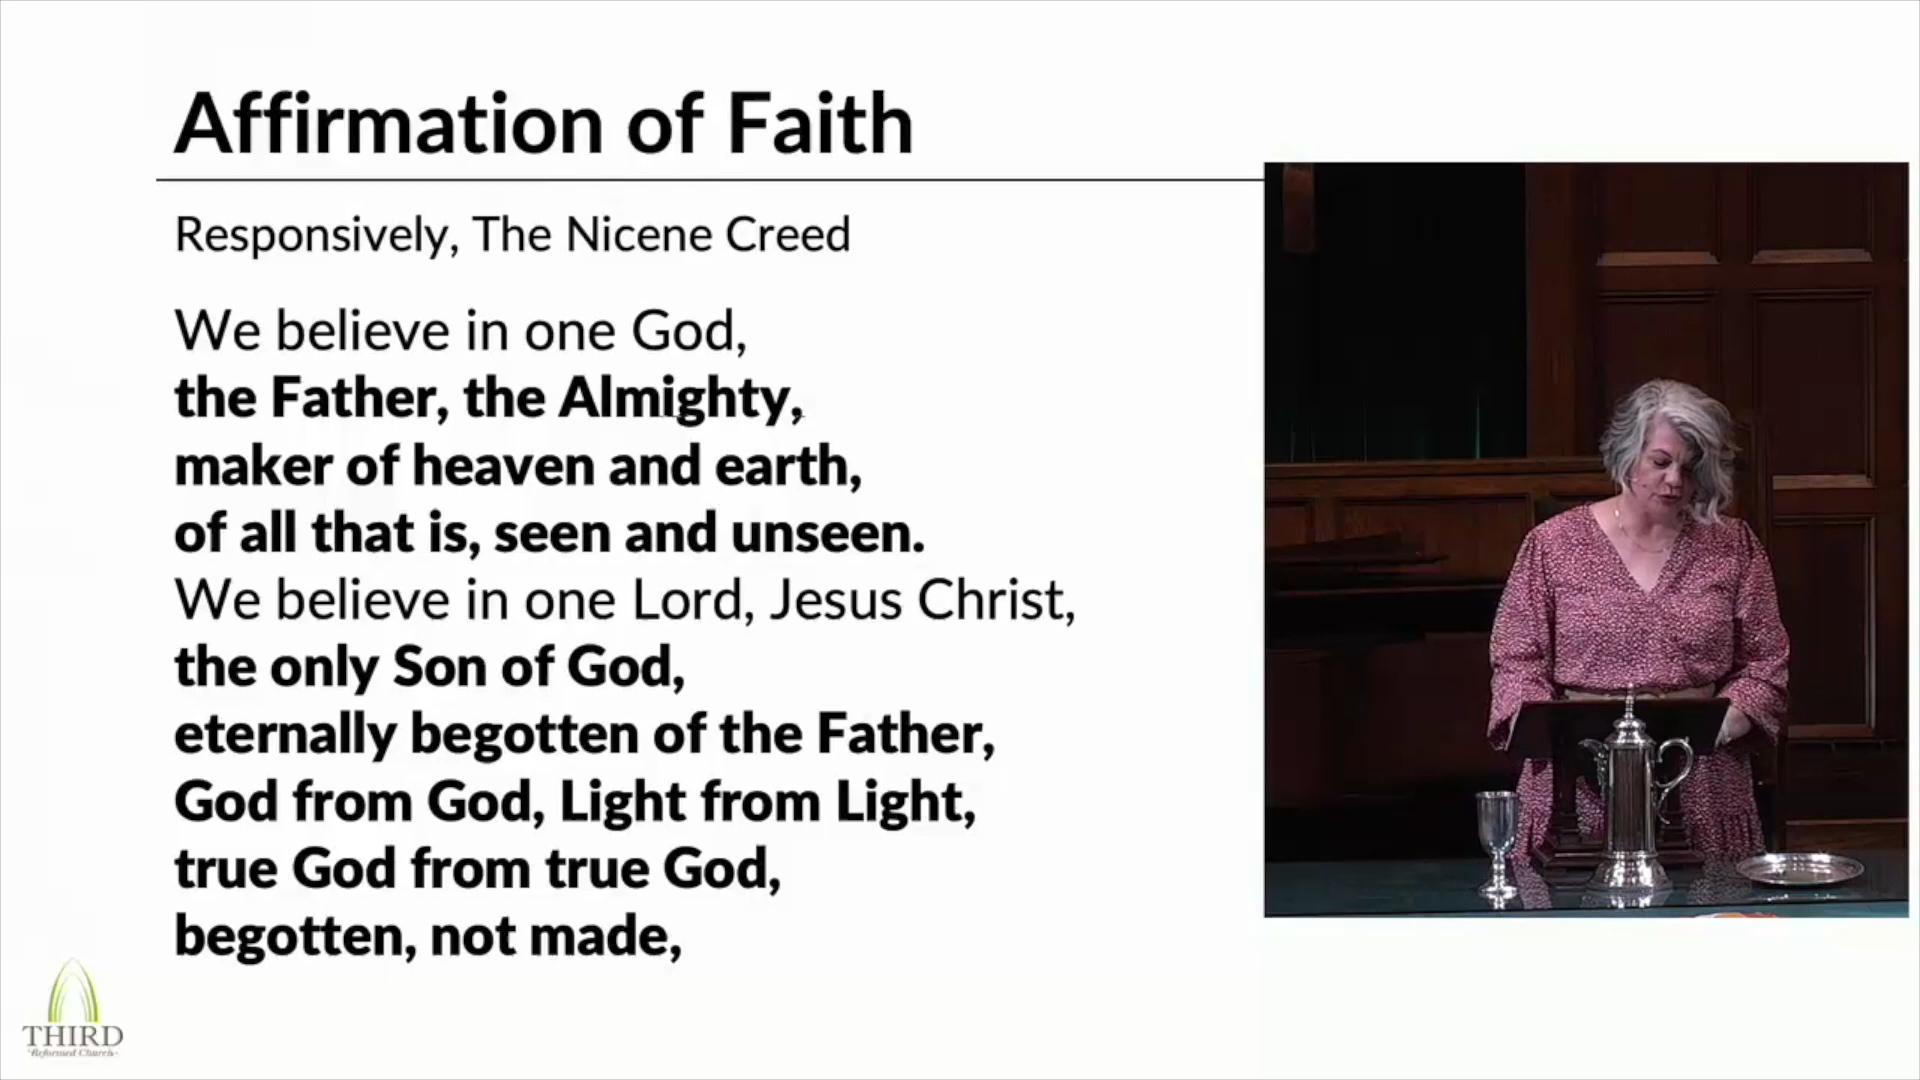 Affirmation of Faith
Responsively, The Nicene Creed
We believe in one God,
the Father, the Almighty,
maker of heaven and earth,
of all that is, seen and unseen.
We believe in one Lord, Jesus Christ,
the only Son of God,
eternally begotten of the Father,
God from God, Light from Light,
true God from true God,
begotten, not made,
THIRD
Reformed Church